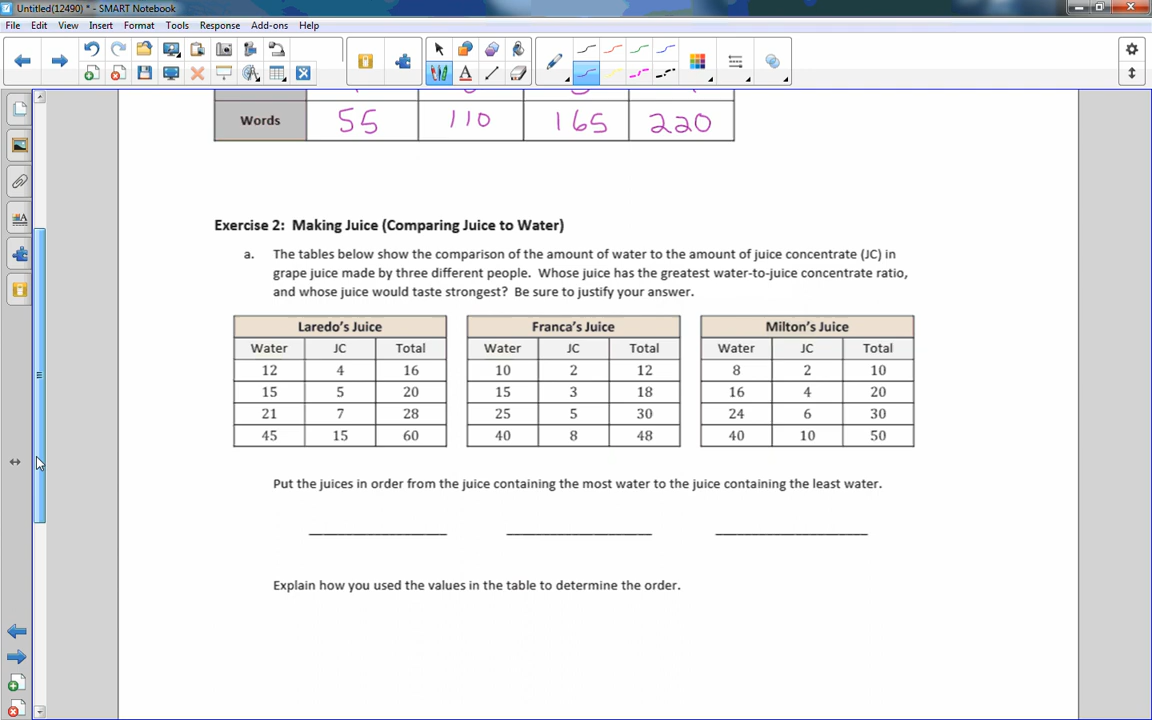 Untitled(12490) * - SMART Notebook
File Edit View Insert Format Tools Response Add-ons Help
Words 55 110 165 220
Exercise 2: Making Juice (Comparing Juice to Water)
a. The tables below show the comparison of the amount of water to the amount of juice concentrate (JC) in
grape juice made by three different people. Whose juice has the greatest water-to-juice concentrate ratio,
and whose juice would taste strongest? Be sure to justify your answer.
Laredo's Juice
Water JC Total
12 4 16
15 5 20
21 7 28
45 15 60
Franca's Juice
Water JC Total
10 2 12
15 3 18
25 5 30
40 8 48
Milton's Juice
Water JC Total
8 2 10
16 4 20
24 6 30
40 10 50
Put the juices in order from the juice containing the most water to the juice containing the least water.
Explain how you used the values in the table to determine the order.